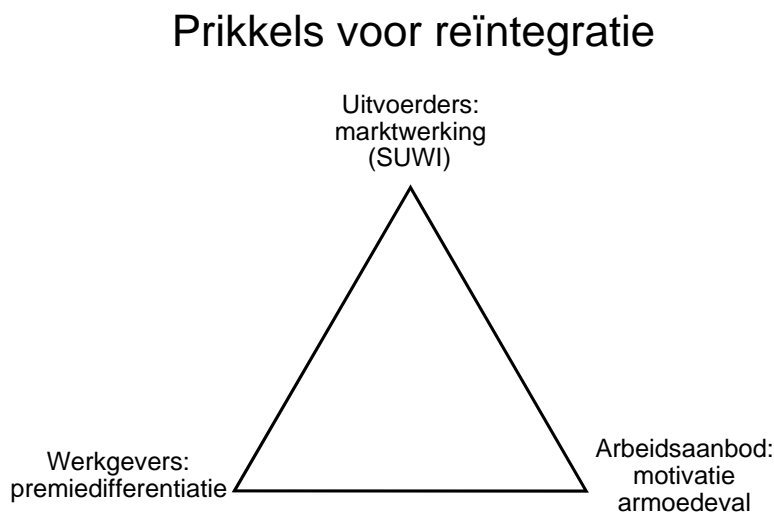 Prikkels voor reïntegratie
Uitvoerders:
marktwerking
(SUWI)
Werkgevers:
premiedifferentiatie
Arbeidsaanbod:
motivatie
armoedeval